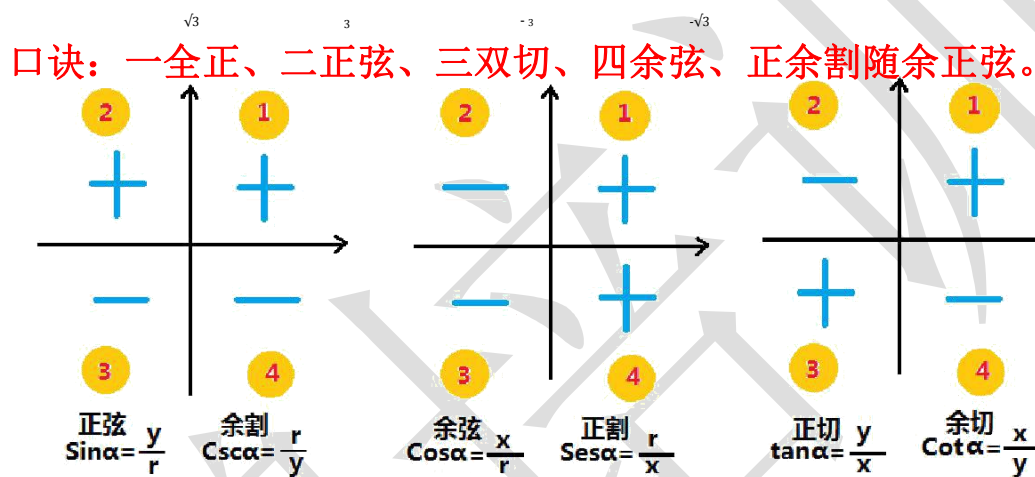 √3 3 - 3 -√3
口诀：一全正、二正弦、三双切、四余弦、正余割随余正弦。
2 1 2 1 2 1
3 4 3 4 3 4
正弦 余割 余弦 正割 正切 余切
Sinα=y/r Cscα=r/y Cosα=x/r Sesα=r/x tanα=y/x Cotα=x/y